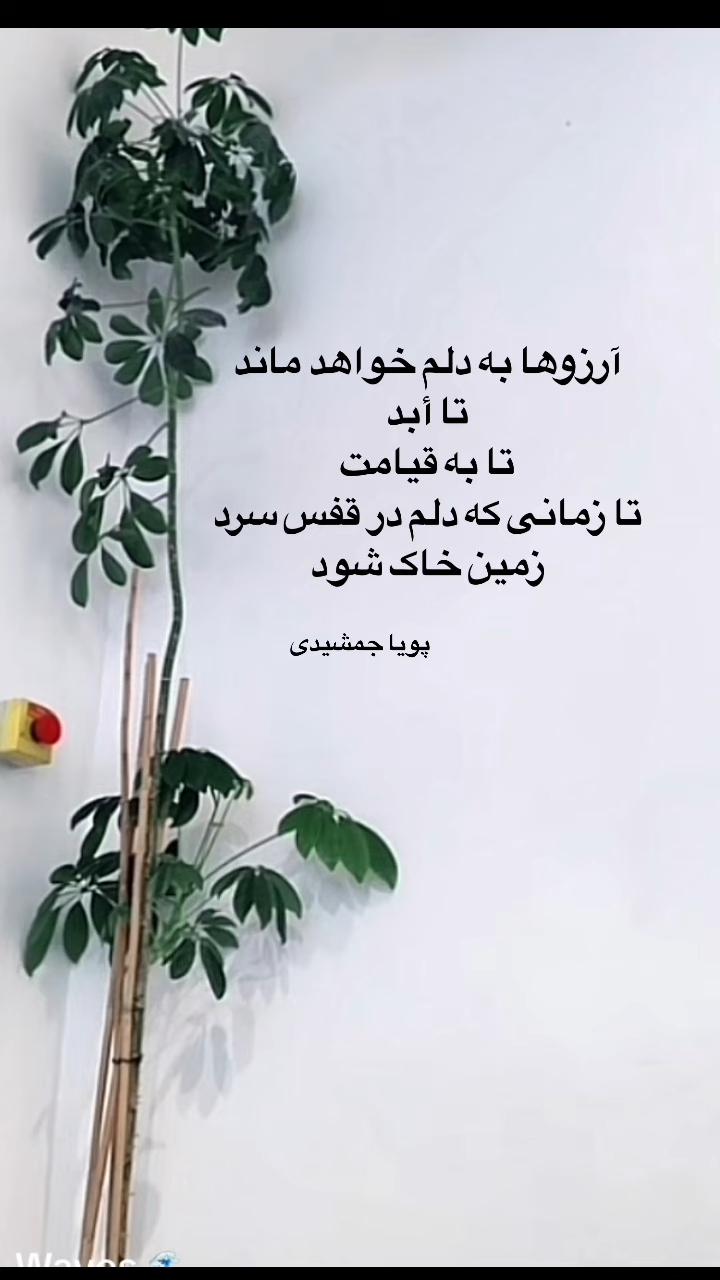 آرزوها به دلم خواهد ماند
تا أبد
تا به قیامت
تا زمانی که دلم در قفس سرد
زمین خاک شود
پویا جمشیدی
Waves